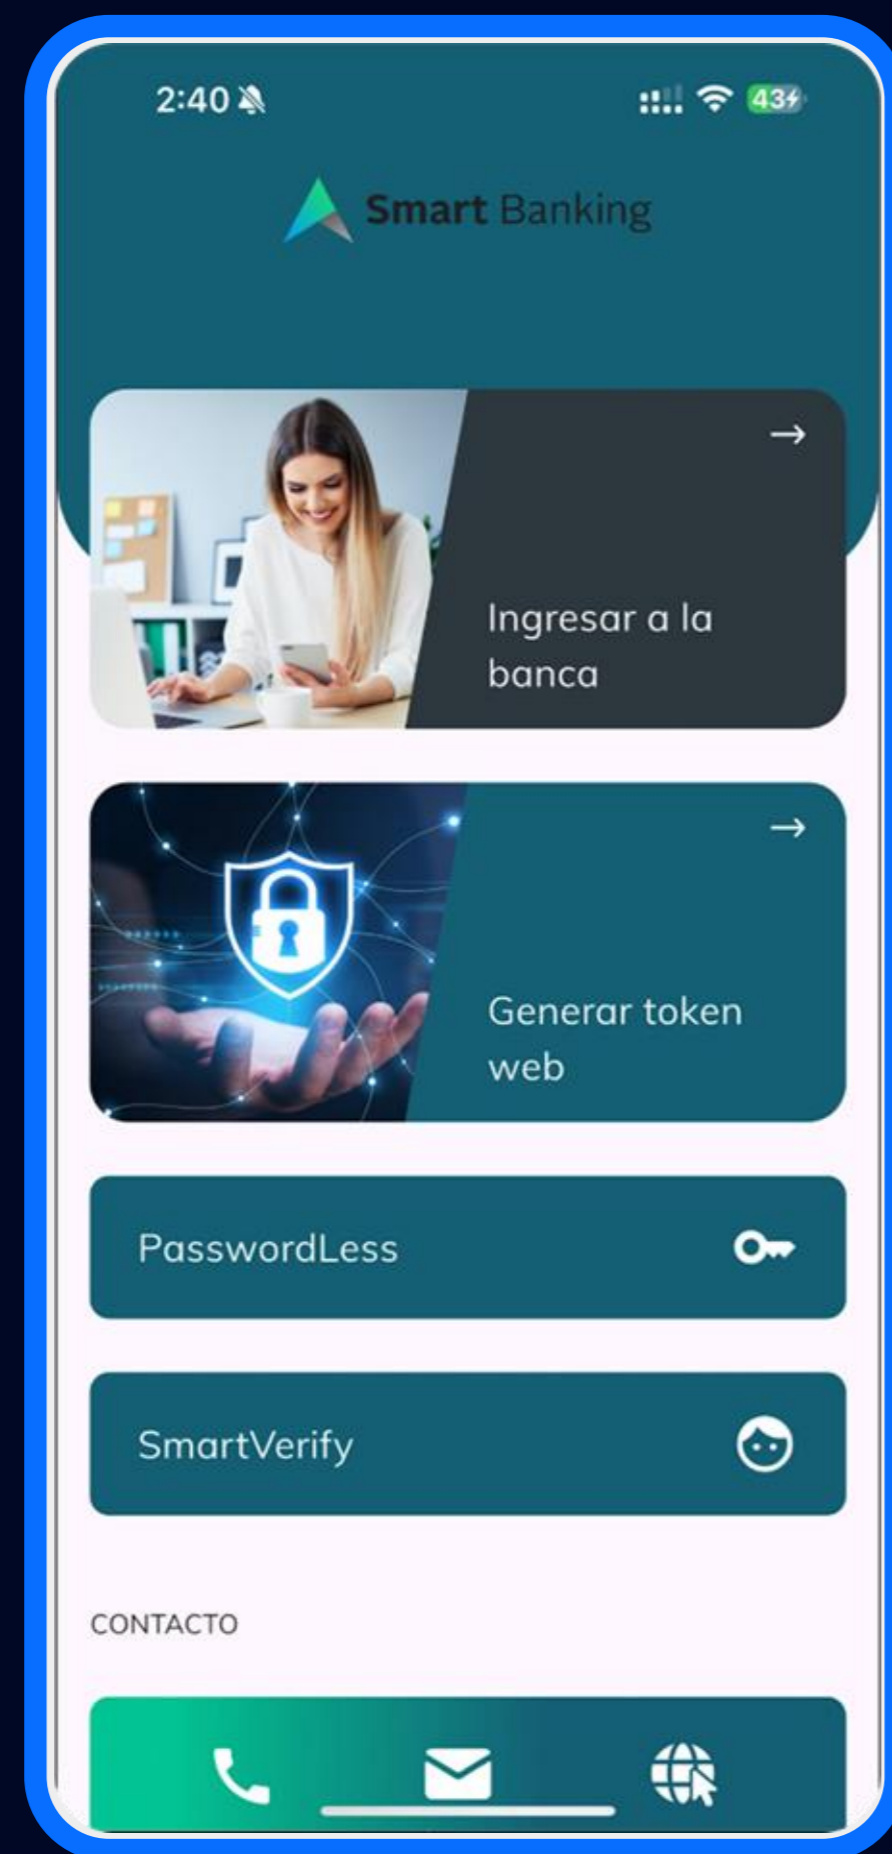 2:40
43
Smart Banking
Ingresar a la
banca
Generar token
web
PasswordLess
SmartVerify
CONTACTO